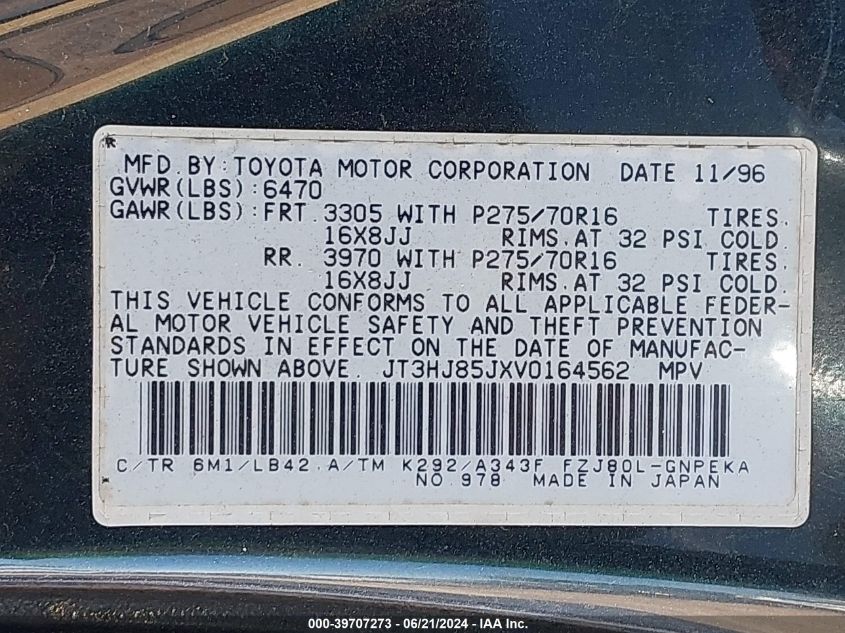 MFD. BY: TOYOTA MOTOR CORPORATION DATE 11/96
GVWR(LBS):6470
GAWR(LBS):FRT. 3305 WITH P275/70R16 TIRES.
16X8JJ RIMS.AT 32 PSI COLD.
RR. 3970 WITH P275/70R16 TIRES.
16X8JJ RIMS.AT 32 PSI COLD.
THIS VEHICLE CONFORMS TO ALL APPLICABLE FEDER-
AL MOTOR VEHICLE SAFETY AND THEFT PREVENTION
STANDARDS IN EFFECT ON THE DATE OF MANUFAC-
TURE SHOWN ABOVE. JT3HJ85JXV0164562 MPV
C/TR 6M1/LB42 A/TM K292/A343F FZJ80L-GNPEKA
NO.978 MADE IN JAPAN
000-39707273 - 06/21/2024 - IAA Inc.